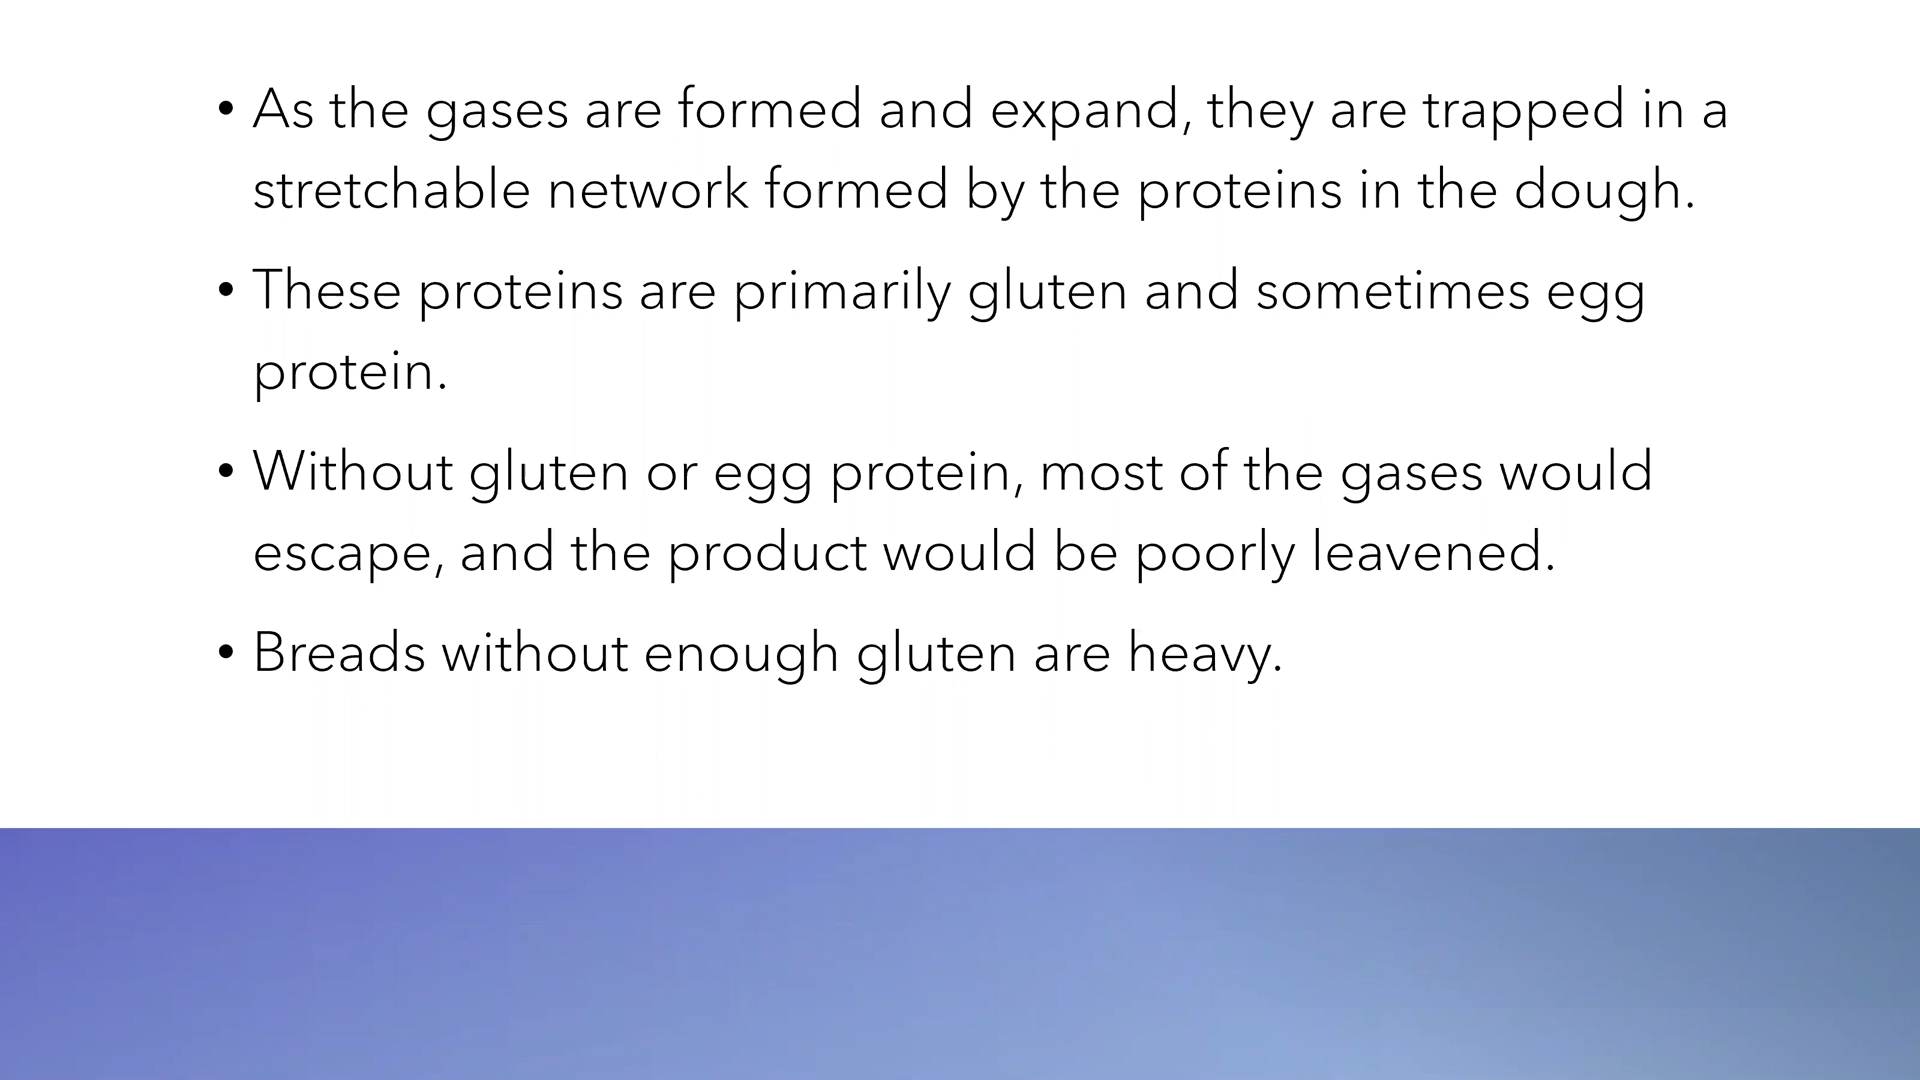 • As the gases are formed and expand, they are trapped in a
stretchable network formed by the proteins in the dough.
• These proteins are primarily gluten and sometimes egg
protein.
• Without gluten or egg protein, most of the gases would
escape, and the product would be poorly leavened.
• Breads without enough gluten are heavy.